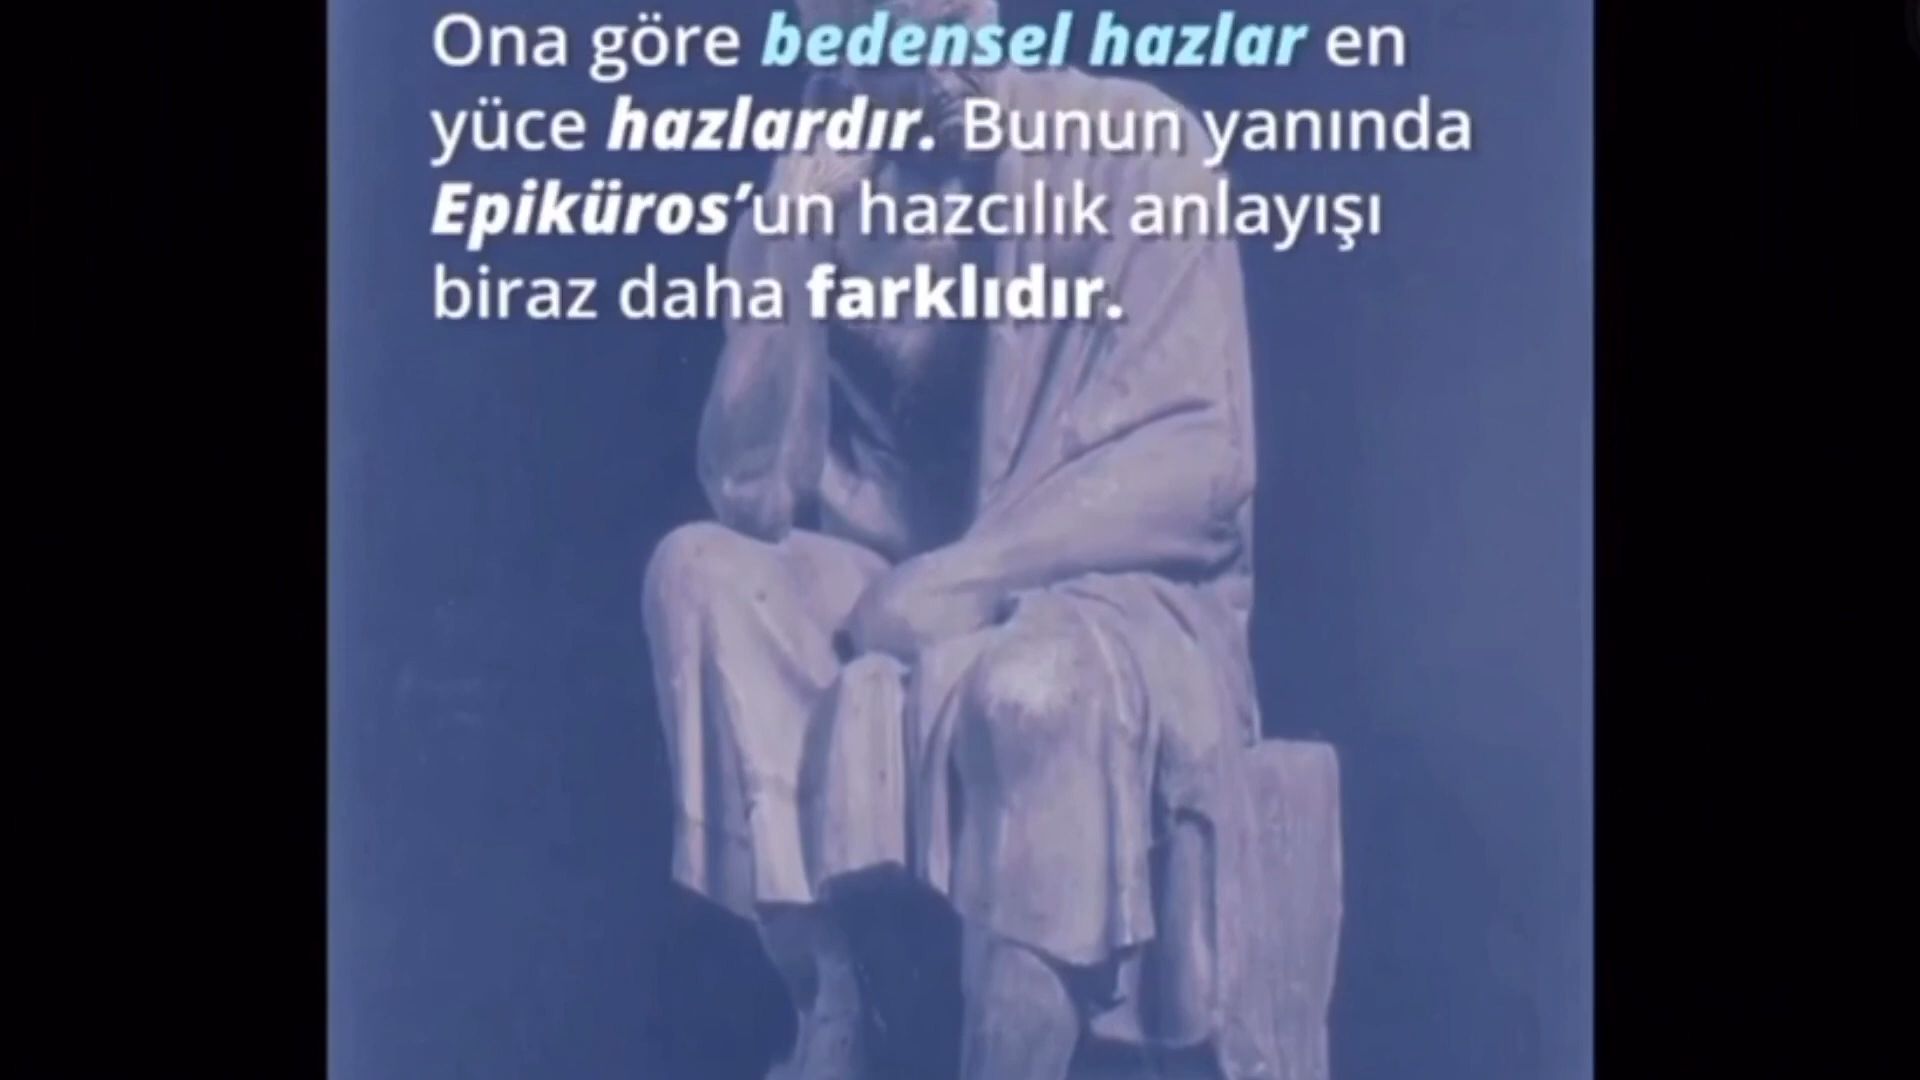 Ona göre bedensel hazlar en
yüce hazlardır. Bunun yanında
Epiküros’un hazcılık anlayışı
biraz daha farklıdır.